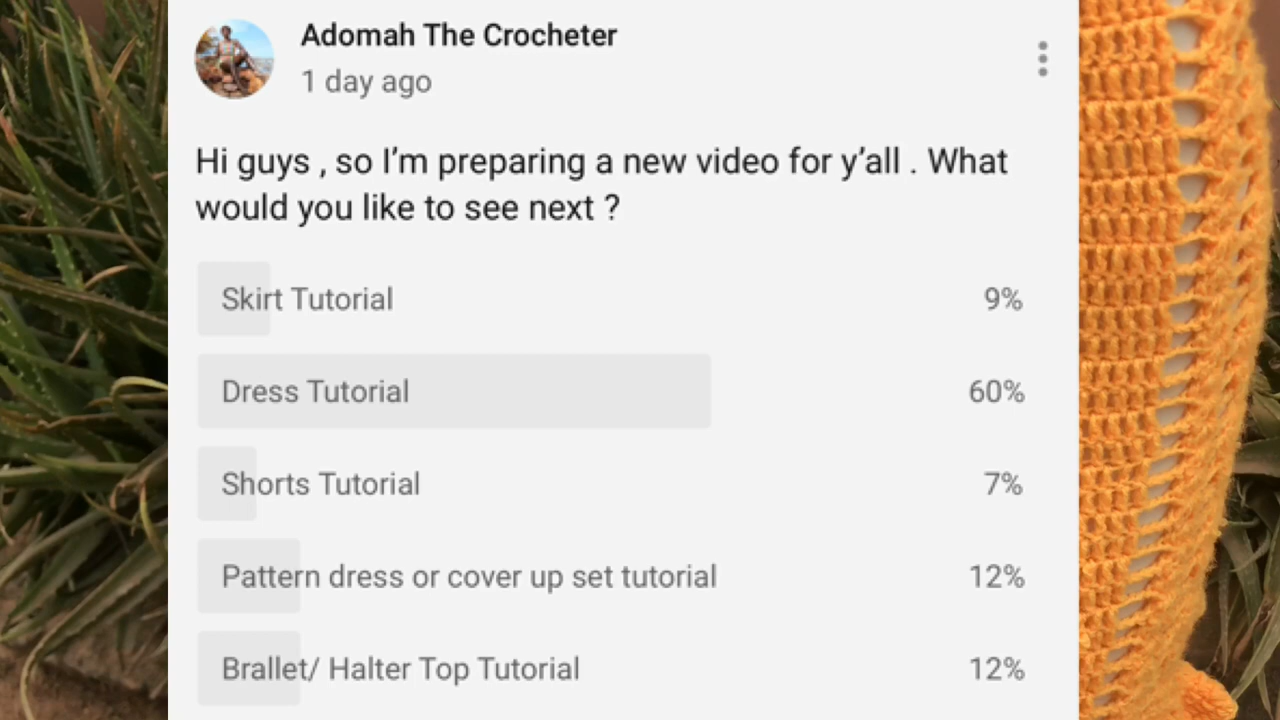 Adomah The Crocheter
1 day ago
Hi guys , so I’m preparing a new video for y’all . What
would you like to see next ?
Skirt Tutorial 9%
Dress Tutorial 60%
Shorts Tutorial 7%
Pattern dress or cover up set tutorial 12%
Brallet/ Halter Top Tutorial 12%